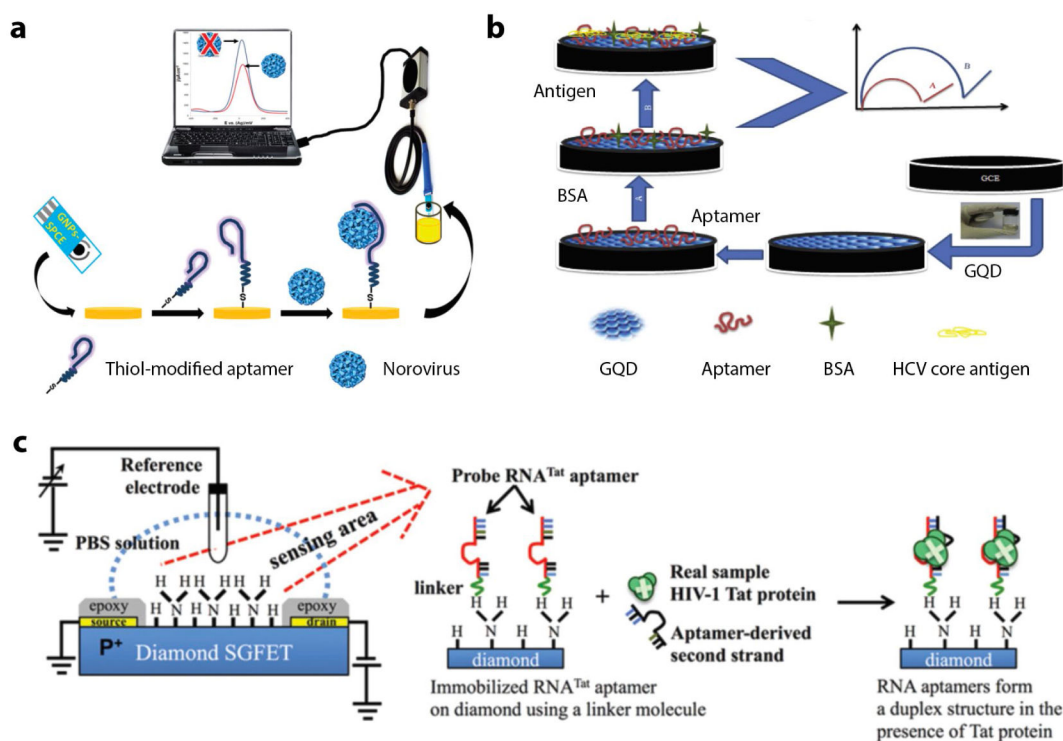 a
E vs. (Ag)/mV
GNPs-
SPCE
-S-
S
S
Thiol-modified aptamer
Norovirus
b
Antigen
B
BSA
A
Aptamer
A
B
GCE
GQD
GQD
Aptamer
BSA
HCV core antigen
c
Reference
electrode
PBS solution
sensing area
H H H H H H
H N H N H N H
epoxy
source
epoxy
drain
P+
Diamond SGFET
Probe RNATat aptamer
linker
H H H H
H N H N
diamond
Immobilized RNATat aptamer
on diamond using a linker molecule
+
Real sample
HIV-1 Tat protein
Aptamer-derived
second strand
H H H H
H N H N
diamond
RNA aptamers form
a duplex structure in the
presence of Tat protein